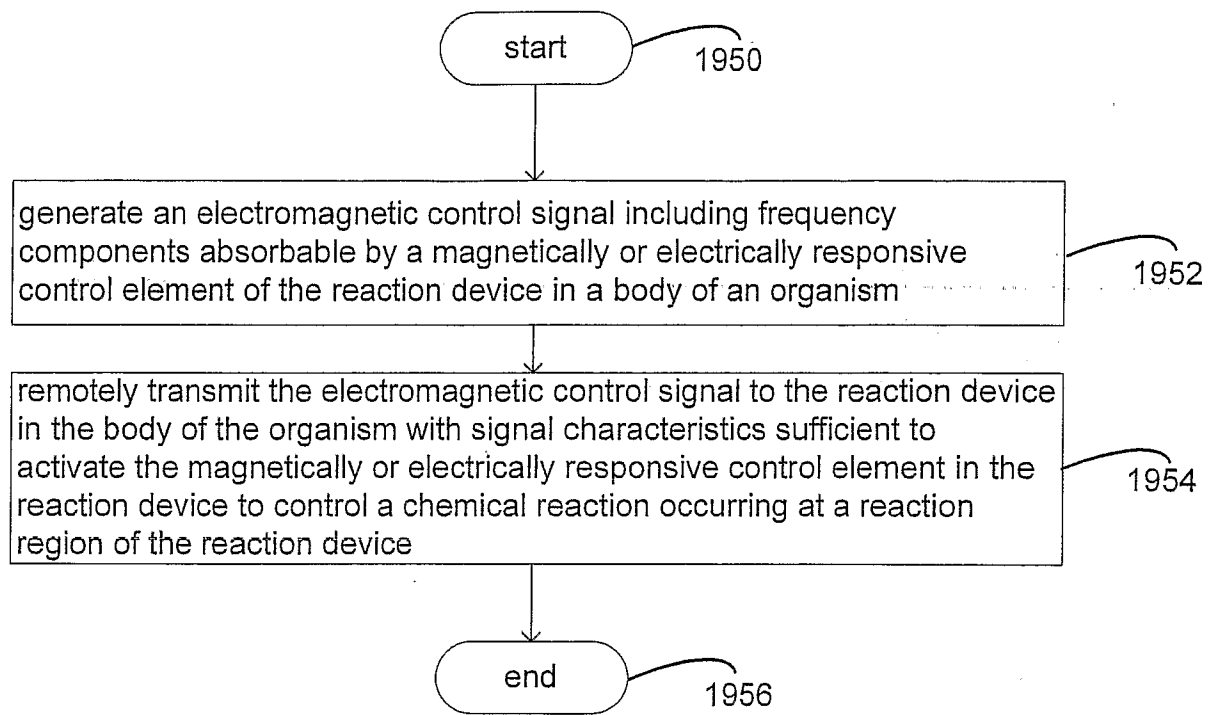 start
1950
generate an electromagnetic control signal including frequency
components absorbable by a magnetically or electrically responsive
control element of the reaction device in a body of an organism
1952
remotely transmit the electromagnetic control signal to the reaction device
in the body of the organism with signal characteristics sufficient to
activate the magnetically or electrically responsive control element in the
reaction device to control a chemical reaction occurring at a reaction
region of the reaction device
1954
end
1956